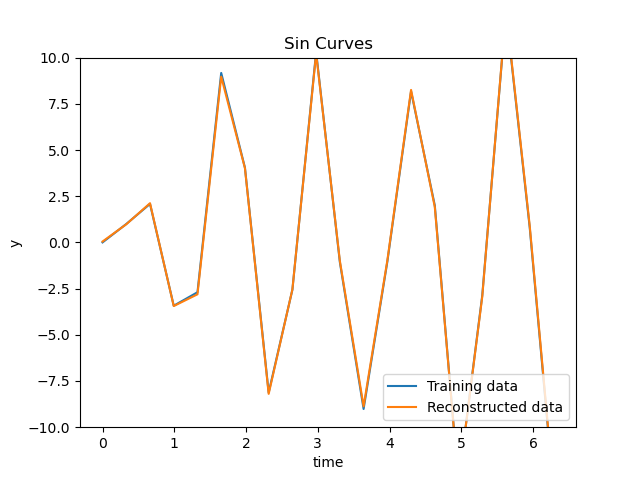 Sin Curves
10.0
7.5
5.0
2.5
0.0
−2.5
−5.0
−7.5
−10.0
y
0 1 2 3 4 5 6
time
Training data
Reconstructed data